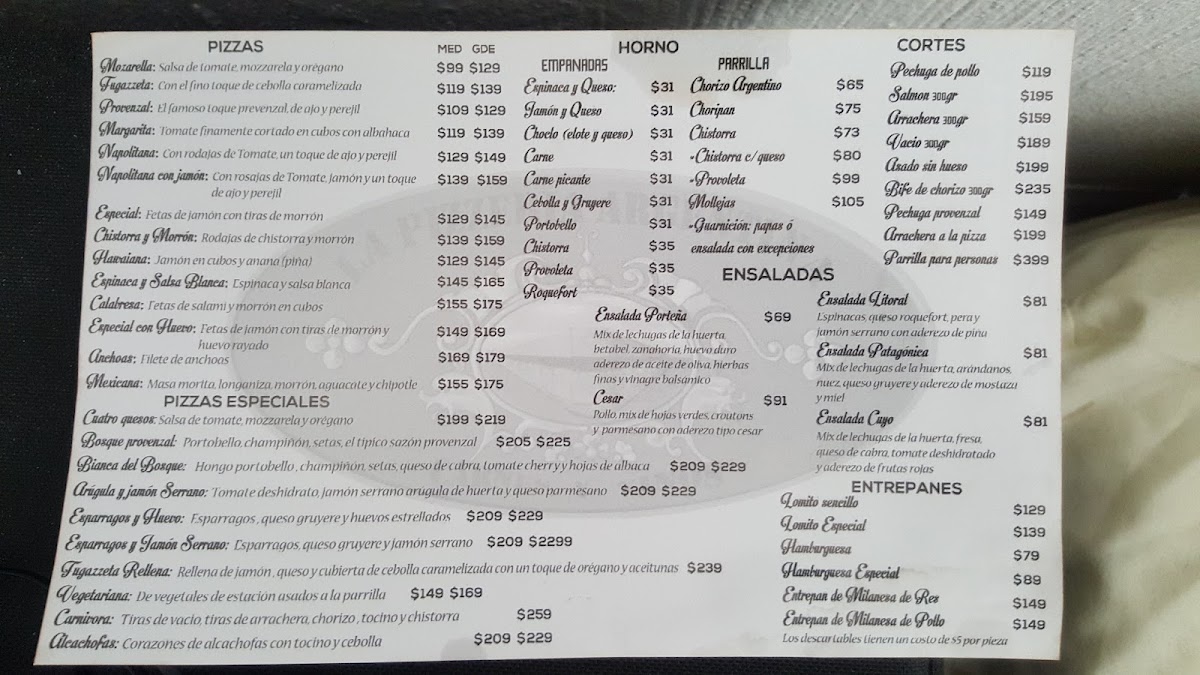 PIZZAS MED GDE
Mozarella: Salsa de tomate, mozzarela y orégano $99 $129
Fugazzeta: Con el fino toque de cebolla caramelizada $119 $139
Provenzal: El famoso toque prevenzal, de ajo y perejil $109 $129
Margarita: Tomate finamente cortado en cubos con albahaca $119 $139
Napolitana: Con rodajas de Tomate, un toque de ajo y perejil $129 $149
Napolitana con jamón: Con rosajas de Tomate, jamón y un toque $139 $159
de ajo y perejil
Especial: Fetas de jamón con tiras de morrón $129 $145
Chistorra y Morrón: Rodajas de chistorra y morrón $139 $159
Hawaiana: Jamón en cubos y anana (piña) $129 $145
Espinaca y Salsa Blanca: Espinaca y salsa blanca $145 $165
Calabresa: Fetas de salami y morrón en cubos $155 $175
Especial con Huevo: Fetas de jamón con tiras de morrón y $149 $169
huevo rayado
Anchoas: Filete de anchoas $169 $179
Mexicana: Masa morita, longaniza, morrón, aguacate y chipotle $155 $175
PIZZAS ESPECIALES
Cuatro quesos: Salsa de tomate, mozzarela y orégano $199 $219
Bosque provenzal: Portobello, champiñón, setas, el típico sazón provenzal $205 $225
Bianca del Bosque: Hongo portobello, champiñón, setas, queso de cabra, tomate cherry y hojas de albaca $209 $229
Arúgula y jamón Serrano: Tomate deshidrato, jamón serrano arúgula de huerta y queso parmesano $209 $229
Esparragos y Huevo: Esparragos, queso gruyere y huevos estrellados $209 $229
Esparragos y Jamón Serrano: Esparragos, queso gruyere y jamón serrano $209 $2299
Fugazzeta Rellena: Rellena de jamón, queso y cubierta de cebolla caramelizada con un toque de orégano y aceitunas $239
Vegetariana: De vegetules de estación asados a la parrilla $149 $169
Carnivora: Tiras de vacio, tiras de arrachera, chorizo, tocino y chistorra $259
Alcachofas: Corazones de alcachofas con tocino y cebolla $209 $229
HORNO
EMPANADAS
Espinaca y Queso: $31
Jamón y Queso $31
Choclo (elote y queso) $31
Carne $31
Carne picante $31
Cebolla y Gruyere $31
Portobello $31
Chistorra $35
Provoleta $35
Roquefort $35
PARRILLA
Chorizo Argentino $65
Choripan $75
Chistorra $73
*Chistorra c/queso $80
*Provoleta $99
Mollejas $105
*Guarnición: papas ó
ensalada con excepciones
CORTES
Pechuga de pollo $119
Salmon 300gr $195
Arrachera 300gr $159
Vacio 300gr $189
Asado sin hueso $199
Bife de chorizo 300gr $235
Pechuga provenzal $149
Arrachera a la pizza $199
Parrilla para personas $399
ENSALADAS
Ensalada Porteña $69
Mix de lechugas de la huerta
betabel, zanahoria, huevo duro
aderezo de aceite de oliva, hierbas
finas y vinagre balsamico
Cesar $91
Pollo, mix de hojas verdes, croutons
y parmesano con aderezo tipo cesar
Ensalada Litoral $81
Espinacas, queso roquefort, pera y
jamón serrano con aderezo de pina
Ensalada Patagónica $81
Mix de lechugas de la huerta, arándanos,
nuez, queso gruyere y aderezo de mostaza
y miel
Ensalada Cuyo $81
Mix de lechugas de la huerta, fresa,
queso de cabra, tomate deshidratado
y aderezo de frutas rojas
ENTREPANES
Lomito sencillo $129
Lomito Especial $139
Hamburguesa $79
Hamburguesa Especial $89
Entrepan de Milanesa de Res $149
Entrepan de Milanesa de Pollo $149
Los descartables tienen un costo de $5 por pieza